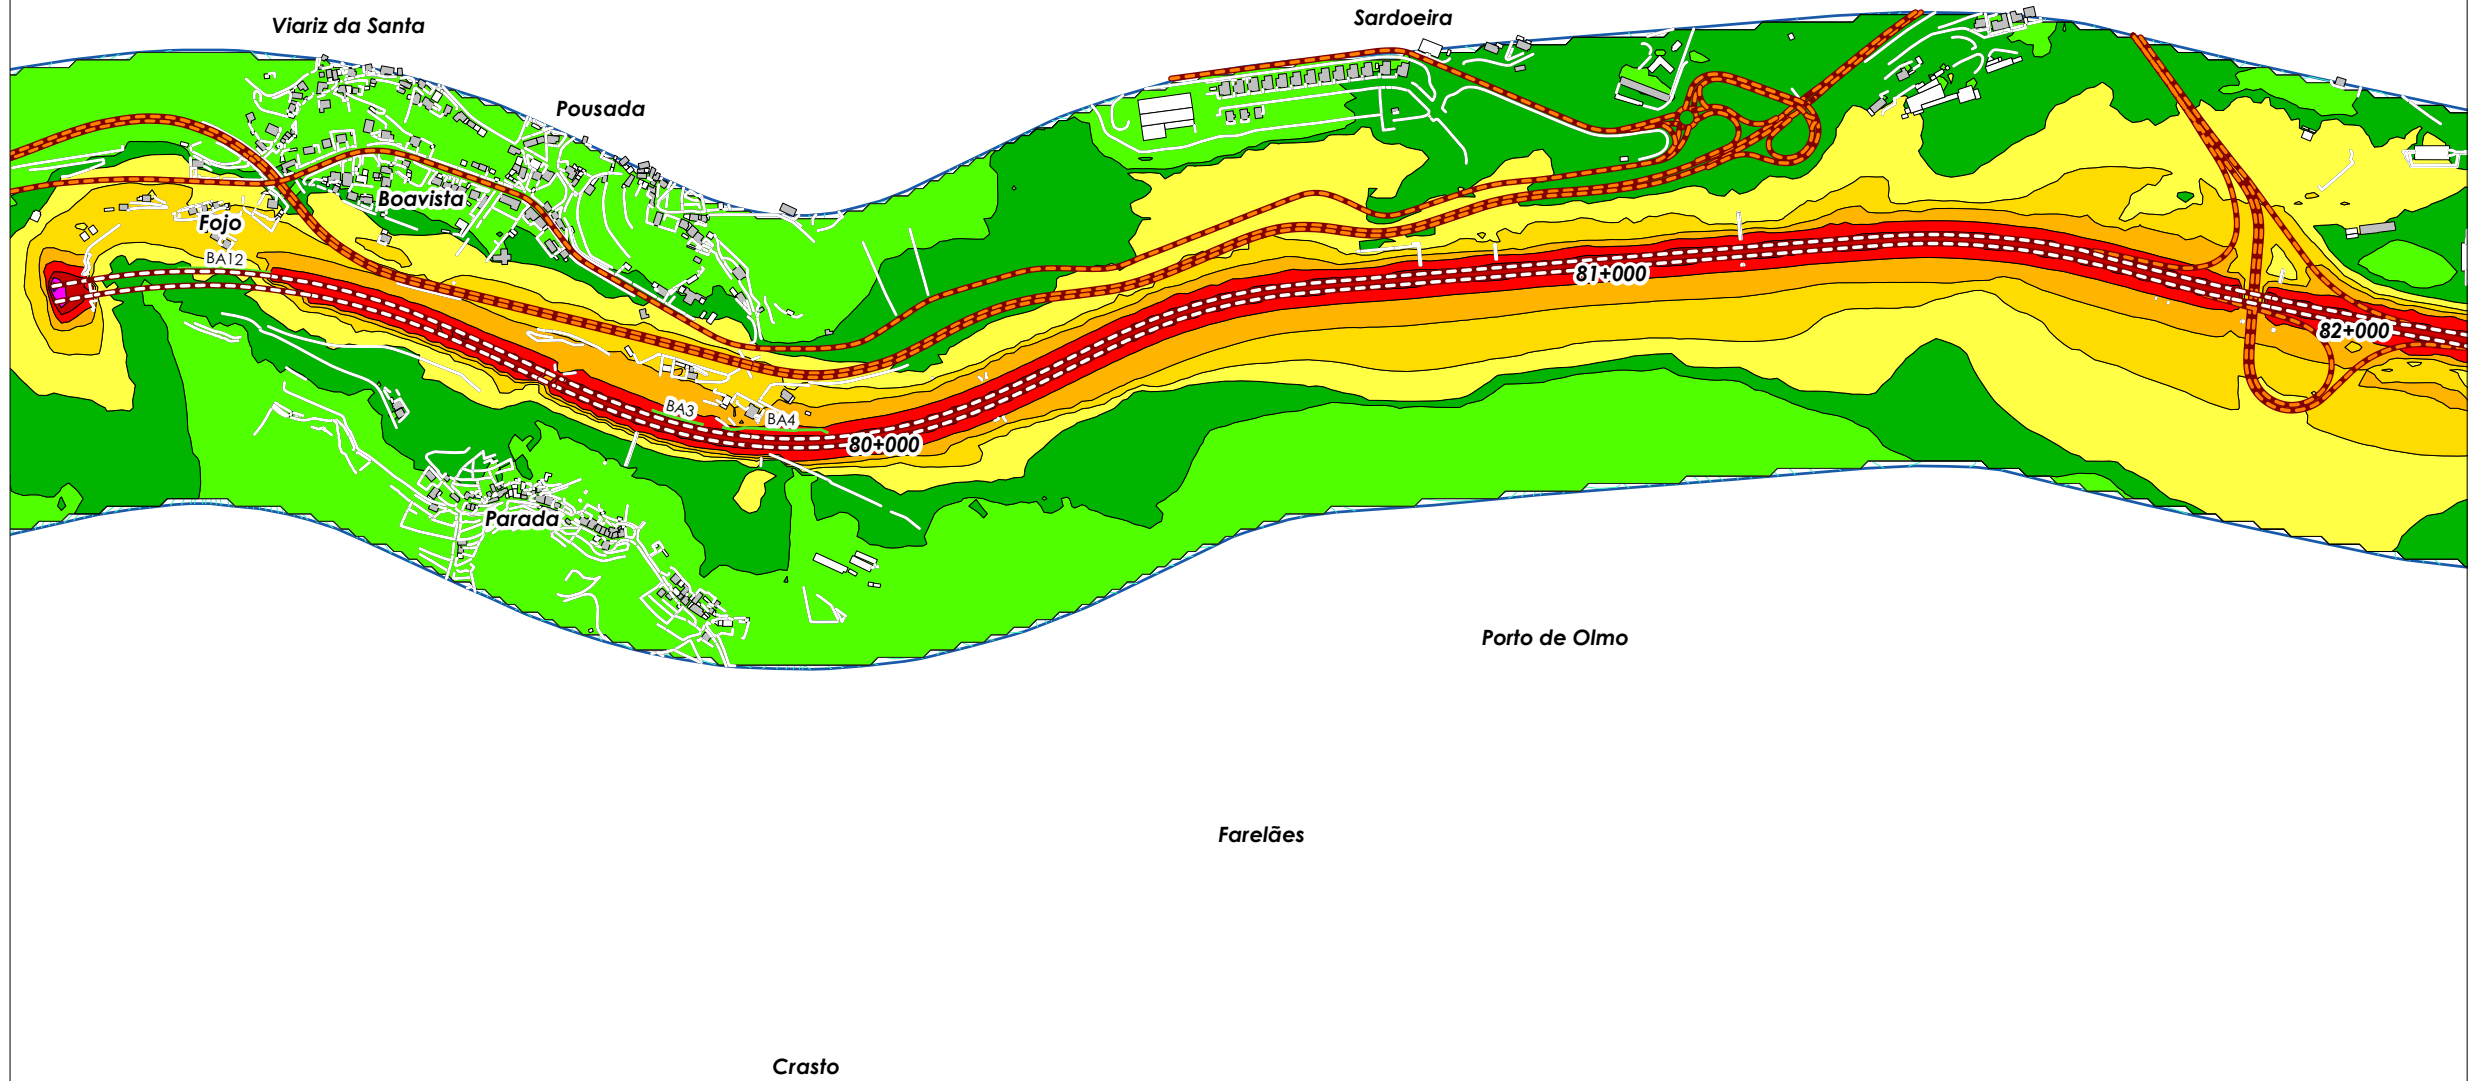 Sardoeira
Viariz da Santa
Pousada
Boavista
Fojo
BA12
81+000
82+000
BA3
BA4
80+000
Parada
Porto de Olmo
Farelães
Crasto